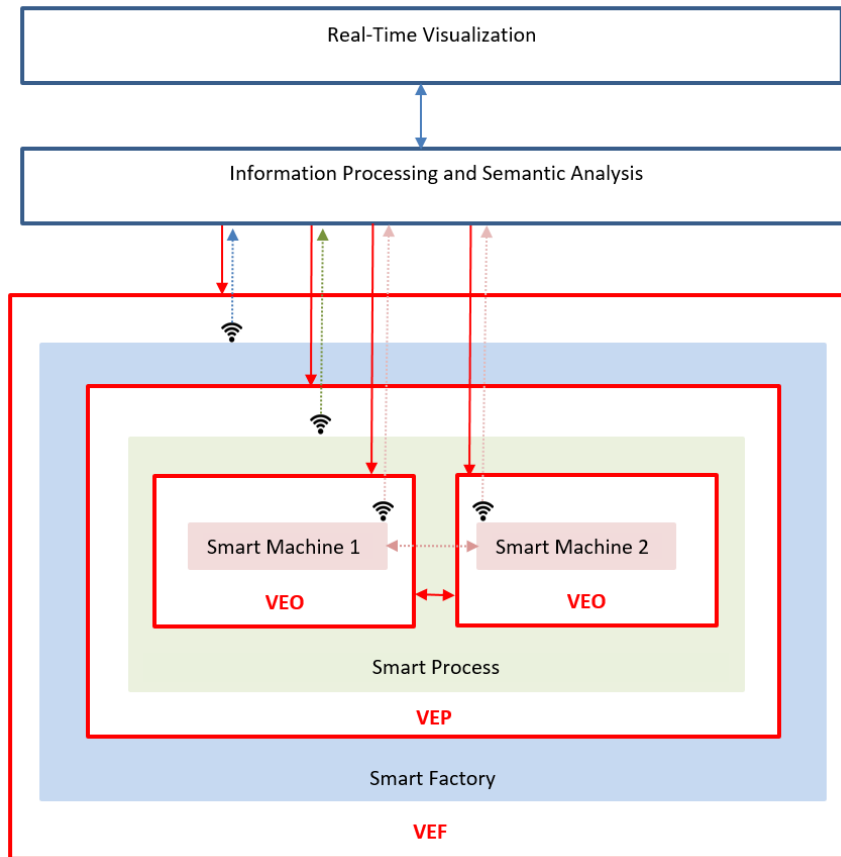 Real-Time Visualization
Information Processing and Semantic Analysis
Smart Machine 1
Smart Machine 2
VEO
VEO
Smart Process
VEP
Smart Factory
VEF